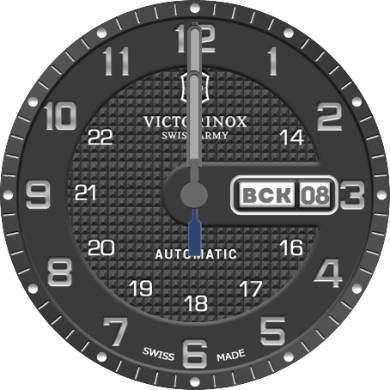 12
11 1
10 2
22 14
VICTORINOX
SWISS ARMY
9 21 ВСК 08 3
20 16
AUTOMATIC
8 4
19 17
18
7 5
SWISS 6 MADE